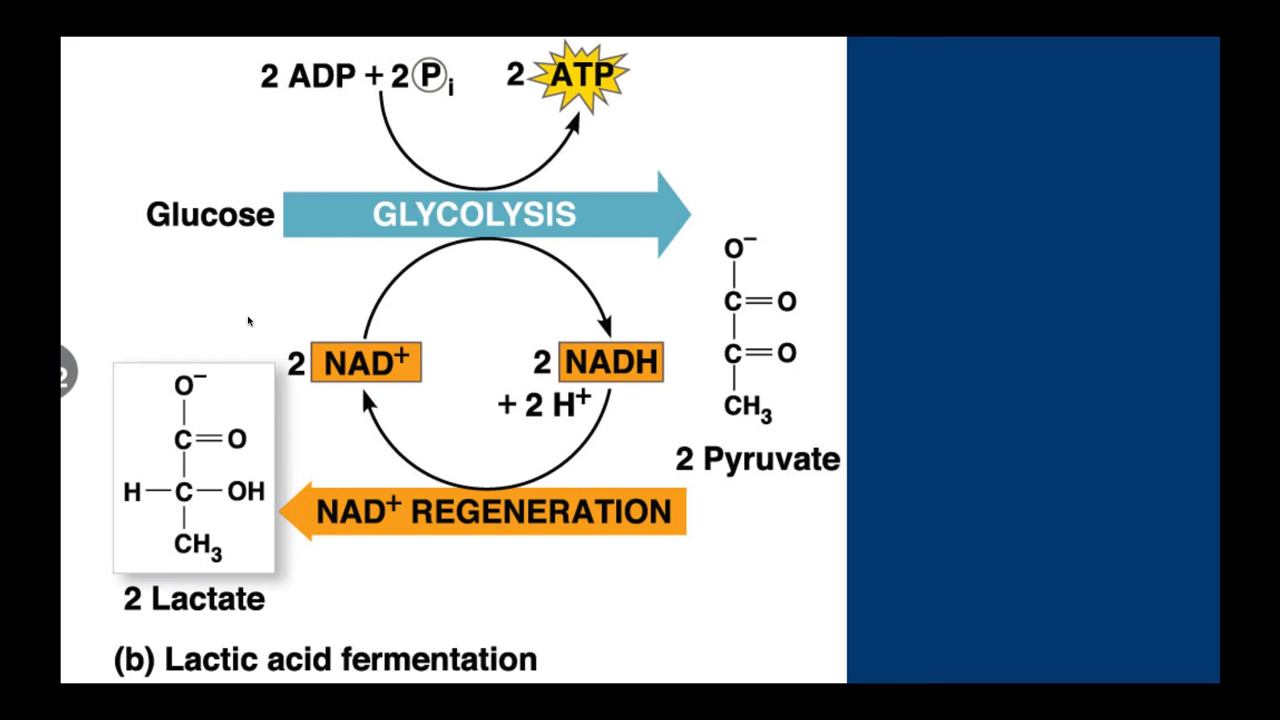 2 ADP + 2 Pi 2 ATP
Glucose GLYCOLYSIS
O−
C=O
C=O
CH3
2 Pyruvate
2 NAD+ 2 NADH
+ 2 H+
NAD+ REGENERATION
O−
C=O
H—C—OH
CH3
2 Lactate
(b) Lactic acid fermentation
2